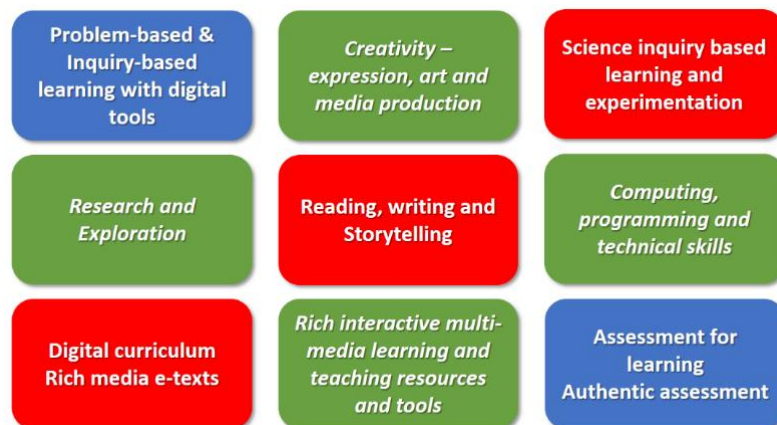 Problem-based &
Inquiry-based
learning with digital
tools
Creativity –
expression, art and
media production
Science inquiry based
learning and
experimentation
Research and
Exploration
Reading, writing and
Storytelling
Computing,
programming and
technical skills
Digital curriculum
Rich media e-texts
Rich interactive multi-
media learning and
teaching resources
and tools
Assessment for
learning
Authentic assessment